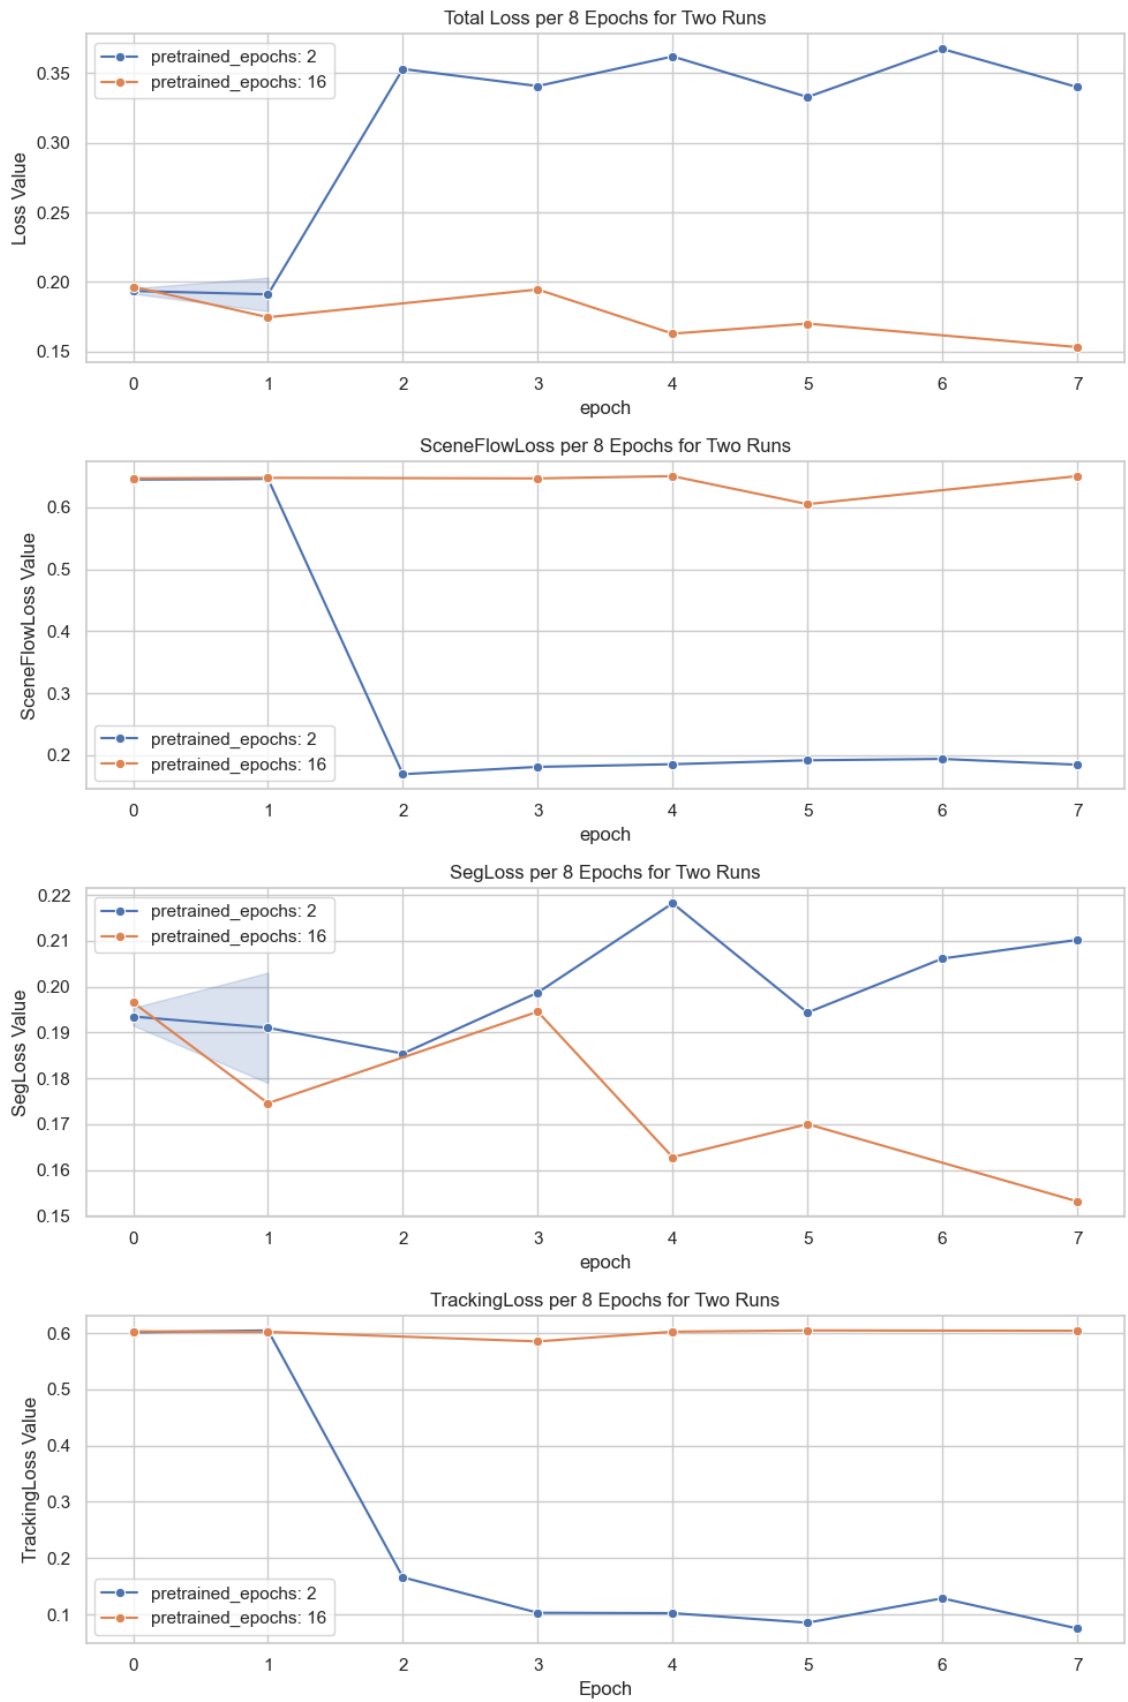 Total Loss per 8 Epochs for Two Runs
pretrained_epochs: 2
pretrained_epochs: 16
Loss Value
0.35
0.30
0.25
0.20
0.15
0 1 2 3 4 5 6 7
epoch
SceneFlowLoss per 8 Epochs for Two Runs
SceneFlowLoss Value
0.6
0.5
0.4
0.3
0.2
pretrained_epochs: 2
pretrained_epochs: 16
0 1 2 3 4 5 6 7
epoch
SegLoss per 8 Epochs for Two Runs
pretrained_epochs: 2
pretrained_epochs: 16
SegLoss Value
0.22
0.21
0.20
0.19
0.18
0.17
0.16
0.15
0 1 2 3 4 5 6 7
epoch
TrackingLoss per 8 Epochs for Two Runs
TrackingLoss Value
0.6
0.5
0.4
0.3
0.2
0.1
pretrained_epochs: 2
pretrained_epochs: 16
0 1 2 3 4 5 6 7
Epoch